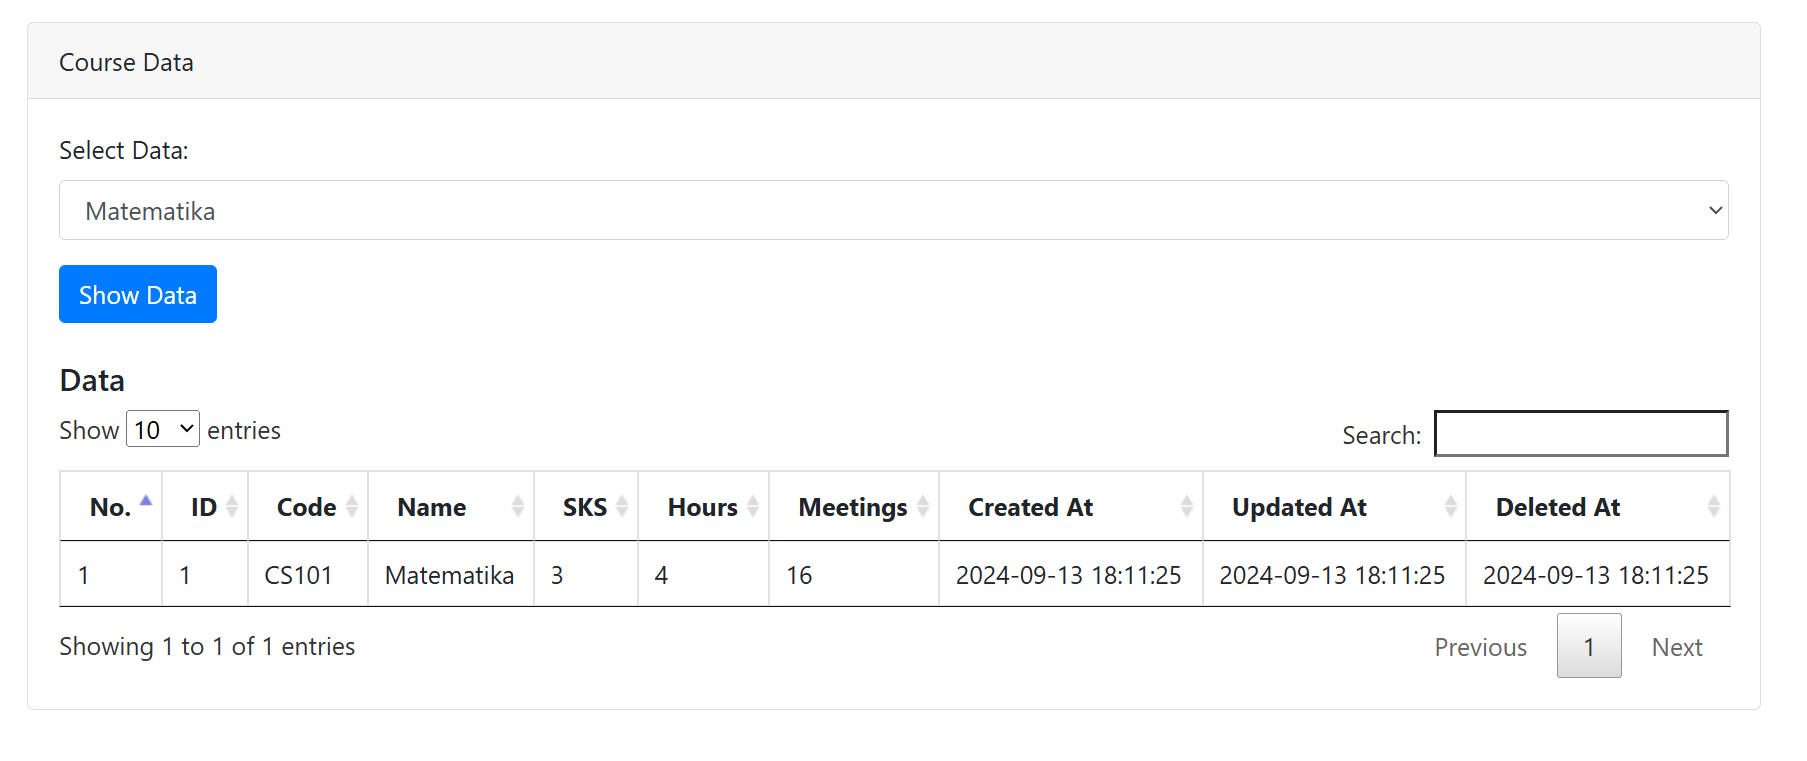 Course Data
Select Data:
Matematika
Show Data
Data
Show 10 entries
Search:
No. ID Code Name SKS Hours Meetings Created At Updated At Deleted At
1 1 CS101 Matematika 3 4 16 2024-09-13 18:11:25 2024-09-13 18:11:25 2024-09-13 18:11:25
Showing 1 to 1 of 1 entries
Previous 1 Next